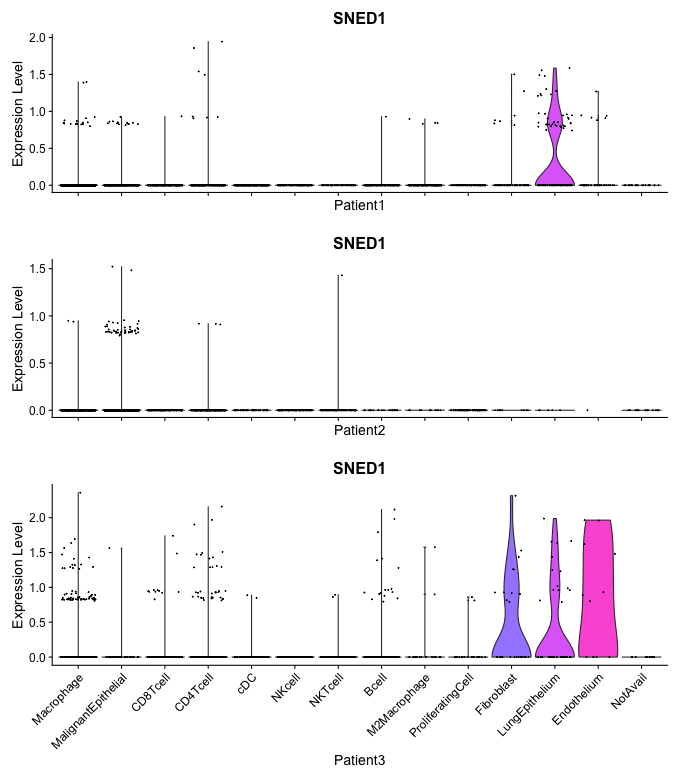 SNED1
Expression Level
2.0
1.5
1.0
0.5
0.0
Patient1
SNED1
Expression Level
1.5
1.0
0.5
0.0
Patient2
SNED1
Expression Level
2.0
1.5
1.0
0.5
0.0
Macrophage
MalignantEpithelial
CD8Tcell
CD4Tcell
cDC
NKcell
NKTcell
Bcell
M2Macrophage
ProliferatingCell
Fibroblast
LungEpithelium
Endothelium
NotAvail
Patient3